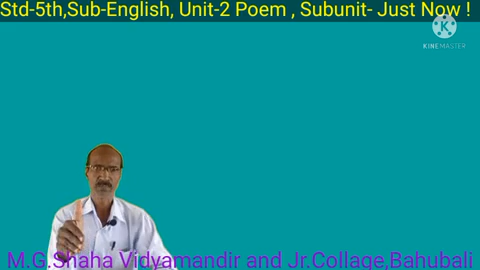 Std-5th,Sub-English, Unit-2 Poem , Subunit- Just Now !
KINEMASTER
M.G.Shaha Vidyamandir and Jr.Collage,Bahubali